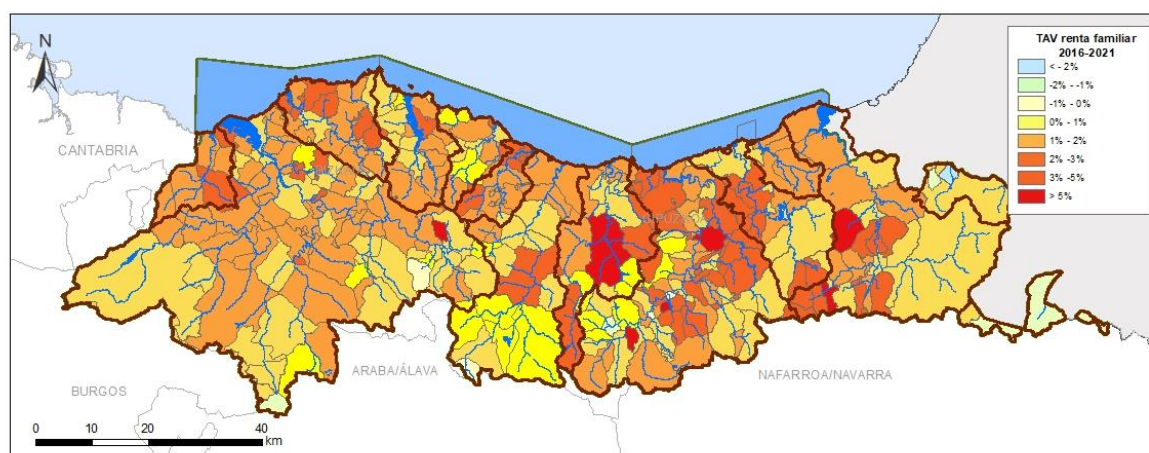 TAV renta familiar
2016-2021
< - 2%
-2% - -1%
-1% - 0%
0% - 1%
1% - 2%
2% -3%
3% -5%
> 5%
N
CANTABRIA
BURGOS
ARABA/ÁLAVA
NAFARROA/NAVARRA
0 10 20 40
km